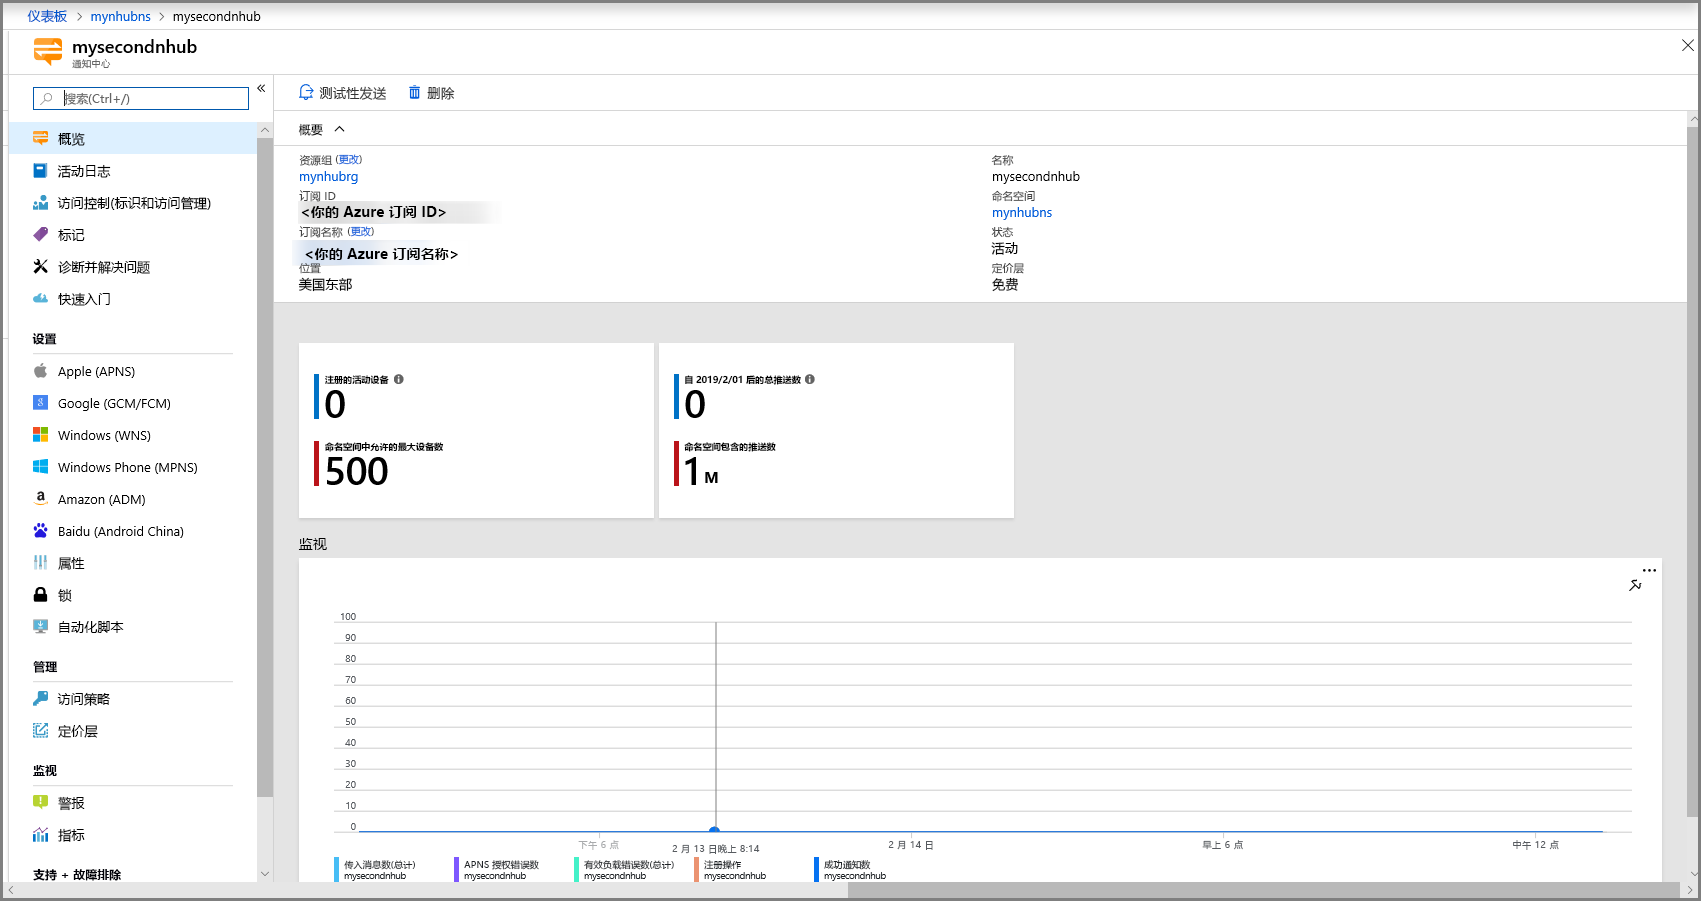 仪表板 > mynhubns > mysecondnhub
mysecondnhub
通知中心
搜索(Ctrl+/)
«
概览
活动日志
访问控制(标识和访问管理)
标记
诊断并解决问题
快速入门
设置
Apple (APNS)
Google (GCM/FCM)
Windows (WNS)
Windows Phone (MPNS)
Amazon (ADM)
Baidu (Android China)
属性
锁
自动化脚本
管理
访问策略
定价层
监视
警报
指标
支持 + 故障排除
测试性发送 删除
概要
资源组 (更改)
mynhubrg
订阅 ID
<你的 Azure 订阅 ID>
订阅名称 (更改)
<你的 Azure 订阅名称>
位置
美国东部
名称
mysecondnhub
命名空间
mynhubns
状态
活动
定价层
免费
注册的活动设备
0
命名空间中允许的最大设备数
500
自 2019/2/01 后的总推送数
0
命名空间包含的推送数
1 M
监视
100
90
80
70
60
50
40
30
20
10
0
下午 6 点
2 月 13 日晚上 8:14
2 月 14 日
早上 6 点
中午 12 点
传入消息数(总计)
mysecondnhub
APNS 授权错误数
mysecondnhub
有效负载错误数(总计)
mysecondnhub
注册操作
mysecondnhub
成功通知数
mysecondnhub